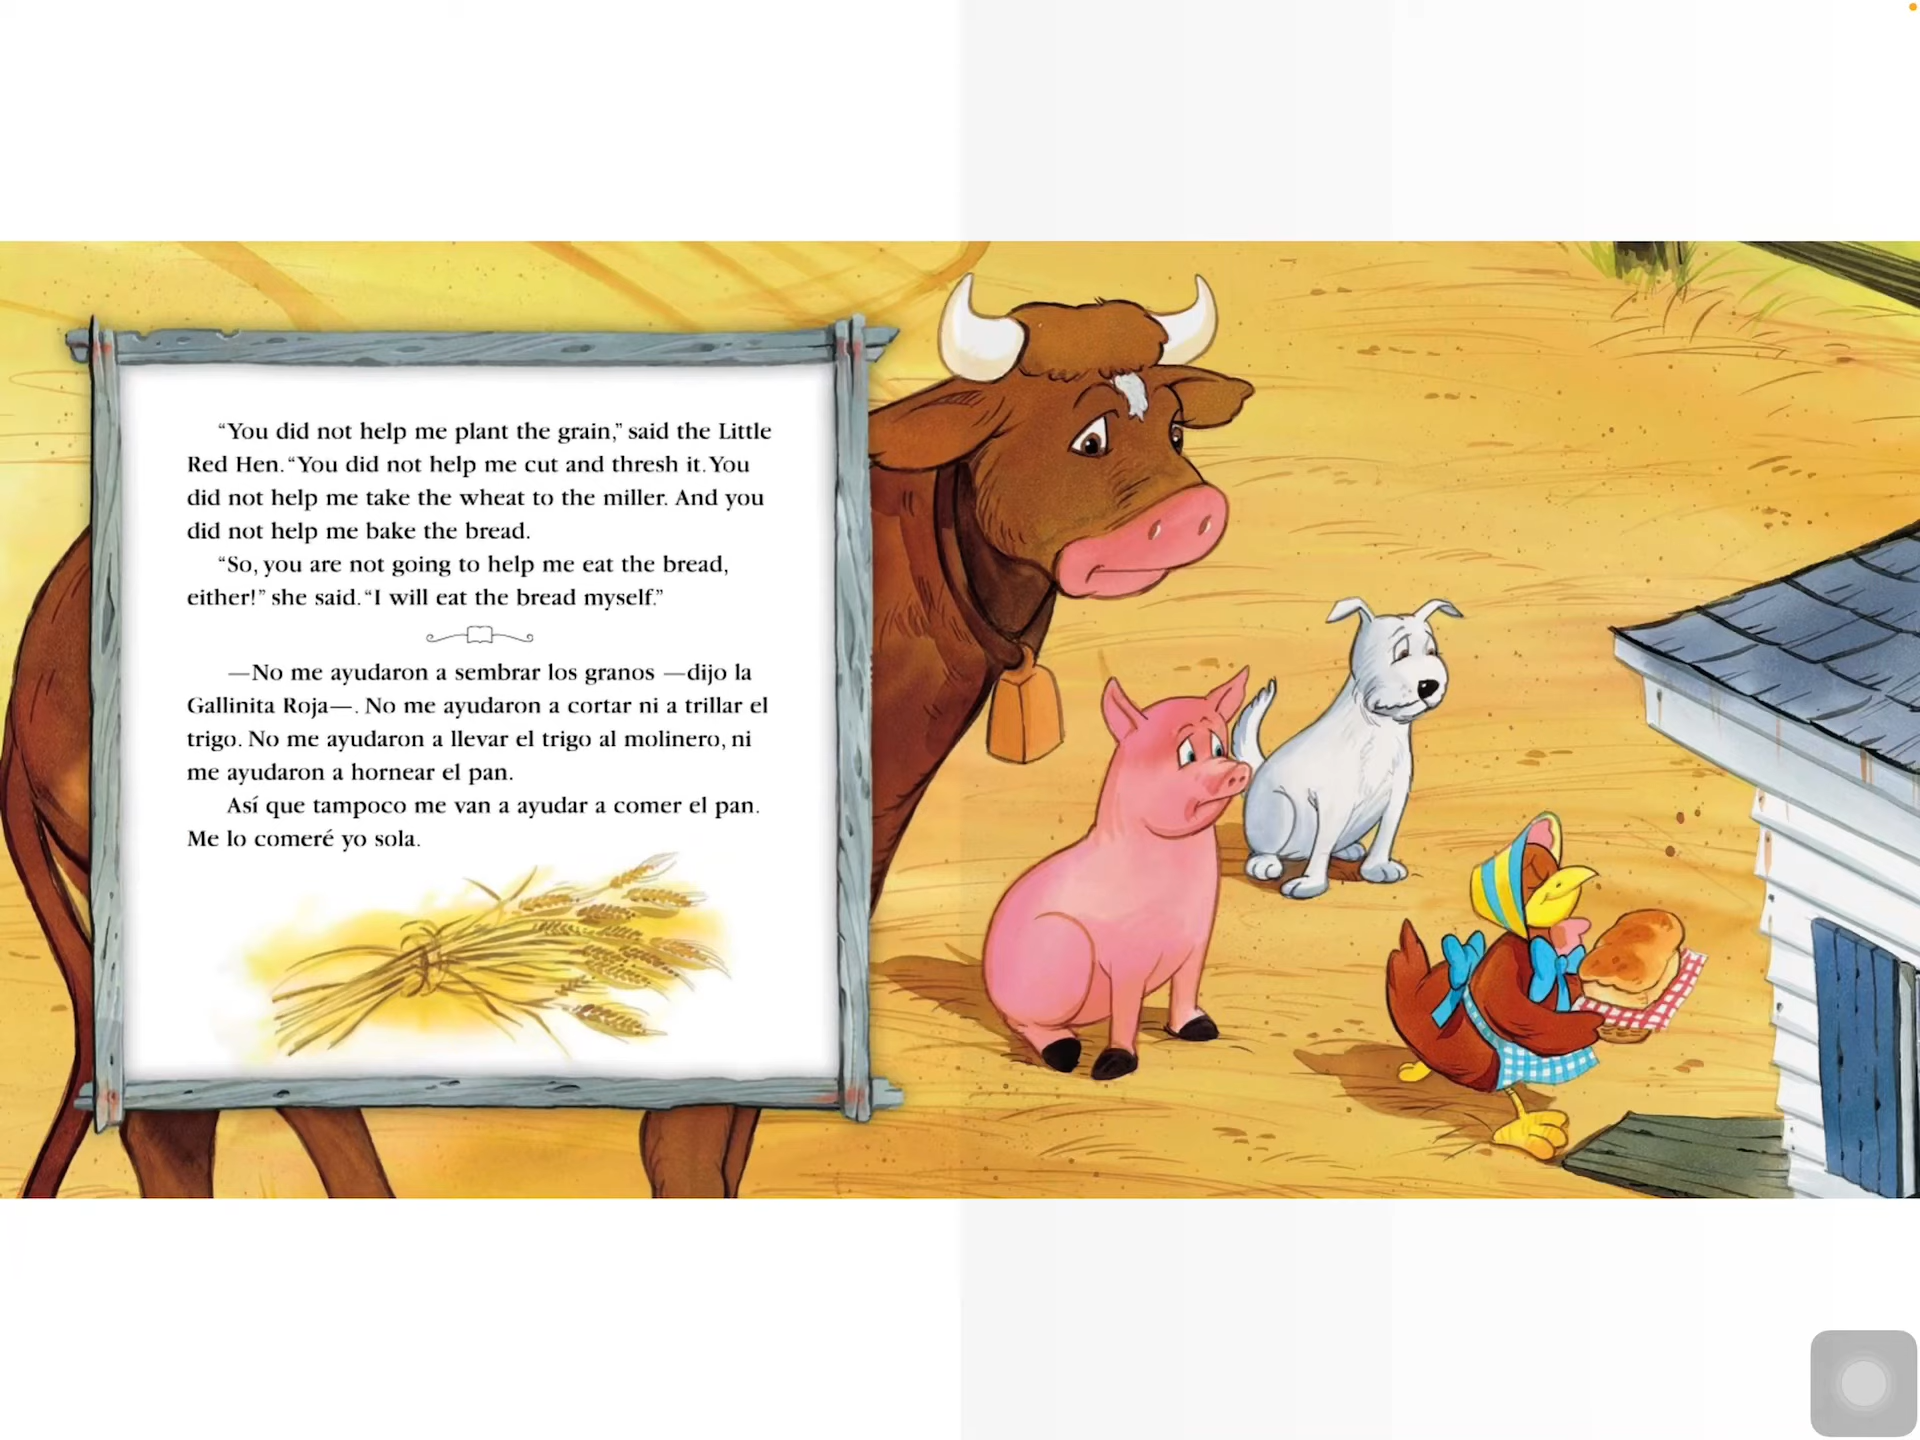 “You did not help me plant the grain,” said the Little
Red Hen. “You did not help me cut and thresh it. You
did not help me take the wheat to the miller. And you
did not help me bake the bread.
“So, you are not going to help me eat the bread,
either!” she said. “I will eat the bread myself.”
—No me ayudaron a sembrar los granos —dijo la
Gallinita Roja—. No me ayudaron a cortar ni a trillar el
trigo. No me ayudaron a llevar el trigo al molinero, ni
me ayudaron a hornear el pan.
Así que tampoco me van a ayudar a comer el pan.
Me lo comeré yo sola.